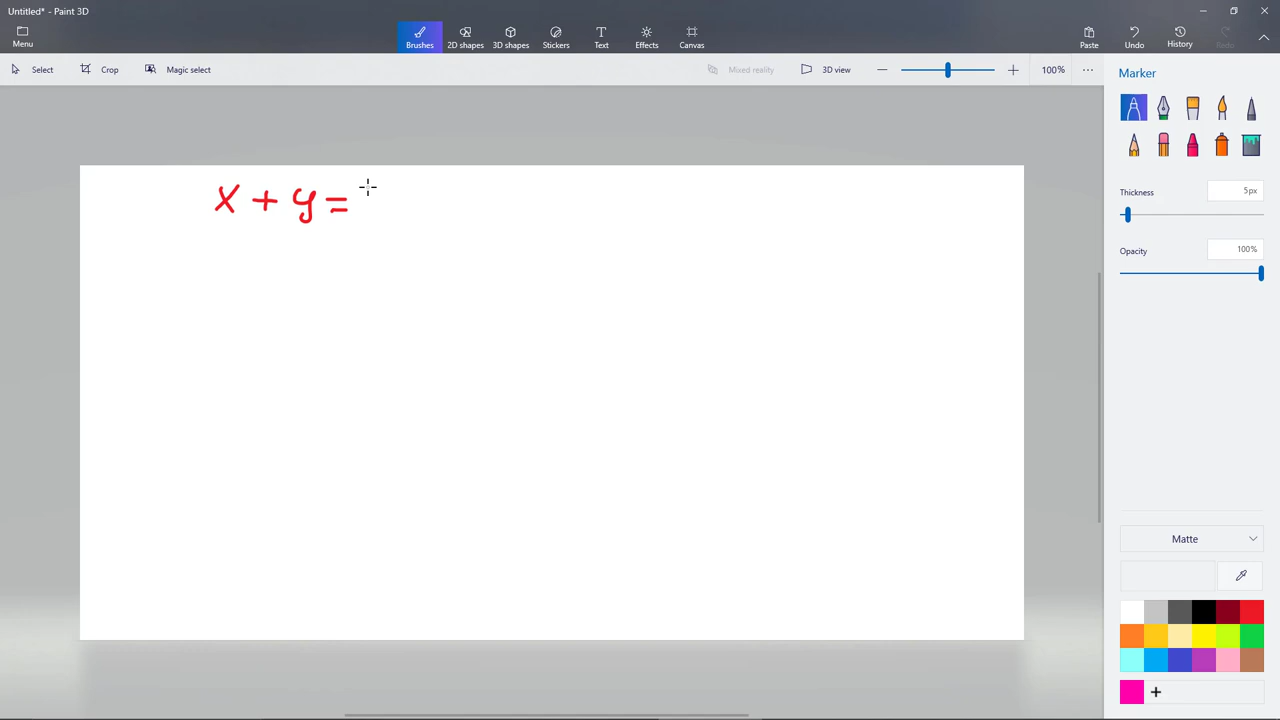 Untitled* - Paint 3D
Menu
Brushes
2D shapes
3D shapes
Stickers
Text
Effects
Canvas
Paste
Undo
History
Redo
Select
Crop
Magic select
Mixed reality
3D view
100%
Marker
Thickness
5px
Opacity
100%
Matte
x + y =